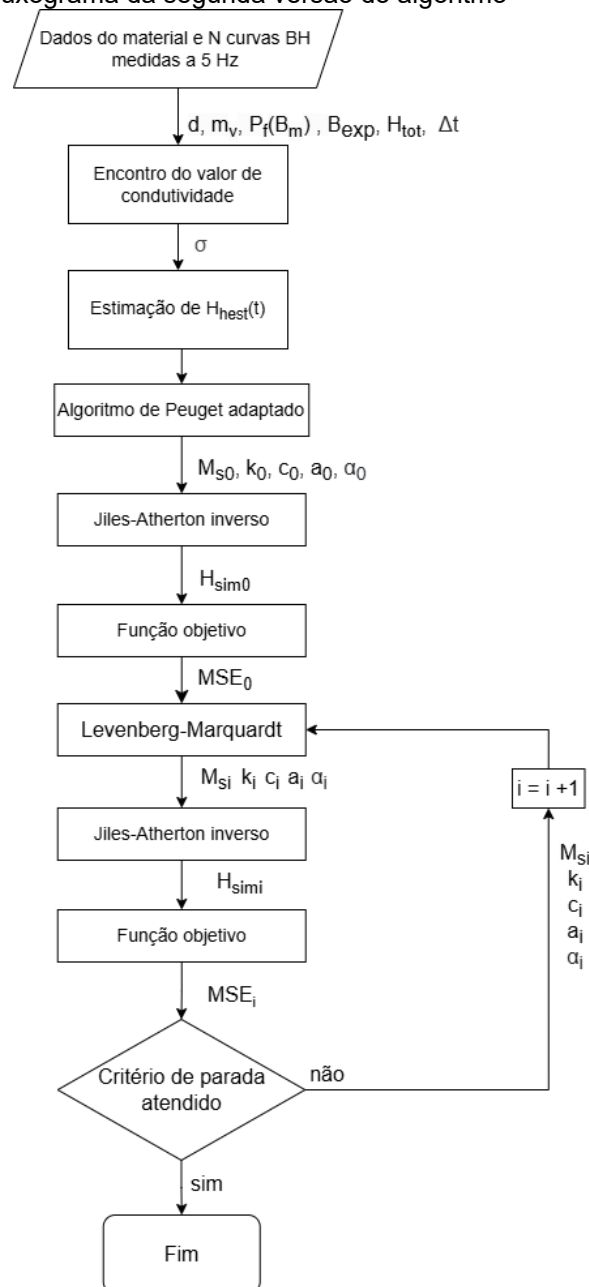 uxograma da segunda versão do algoritmo
Dados do material e N curvas BH
medidas a 5 Hz
d, mv, Pf(Bm) , Bexp, Htot, Δt
Encontro do valor de
condutividade
σ
Estimação de Hhest(t)
Algoritmo de Peuget adaptado
Ms0, k0, c0, a0, α0
Jiles-Atherton inverso
Hsim0
Função objetivo
MSE0
Levenberg-Marquardt
Msi ki ci ai αi
i = i +1
Jiles-Atherton inverso
Msi
ki
ci
ai
αi
Hsimi
Função objetivo
MSEi
Critério de parada
atendido
não
sim
Fim